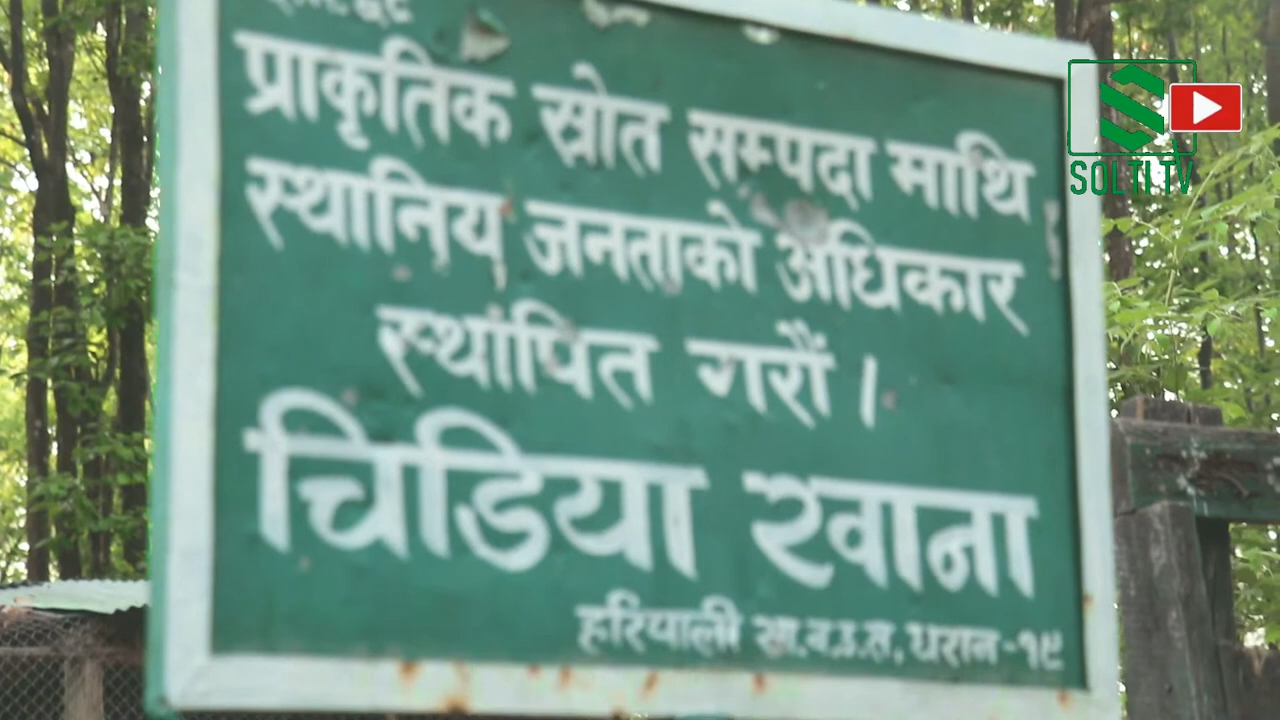 प्राकृतिक स्रोत सम्पदा माथि
स्थानिय जनताको अधिकार
स्थापित गरौं ।
चिडिया खाना
हरियाली सा.व.उ.स, धरान-१९
SOLTI TV